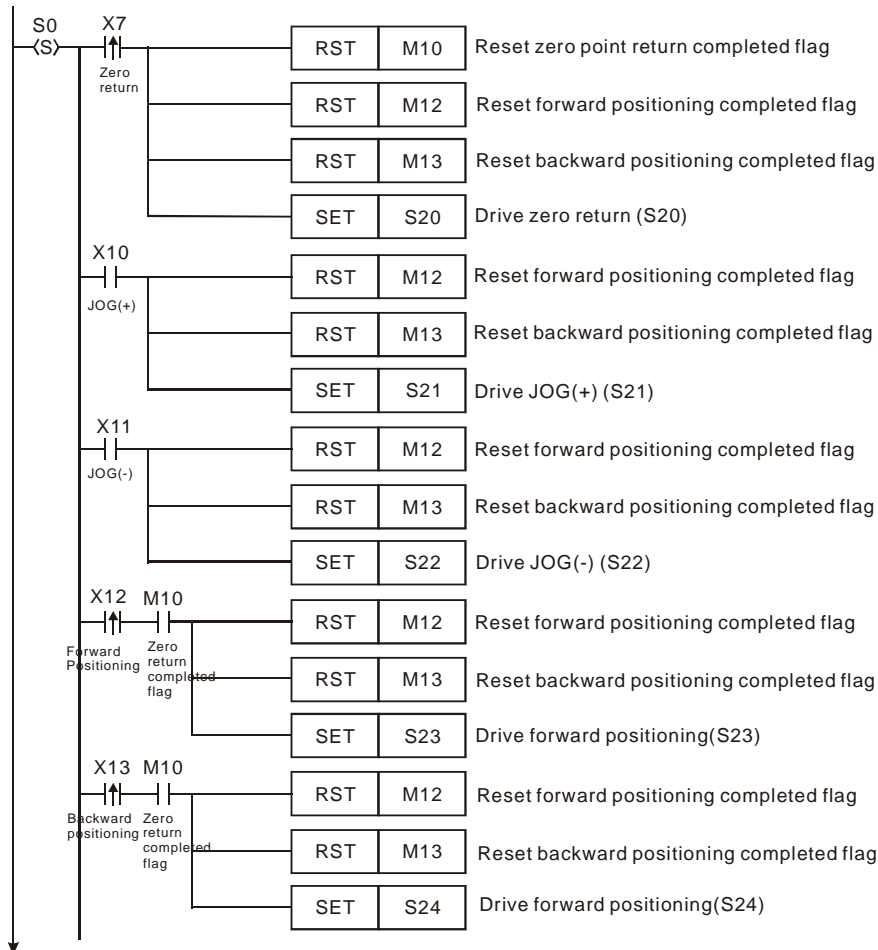 S0 X7
S
Zero
return
RST M10 Reset zero point return completed flag
RST M12 Reset forward positioning completed flag
RST M13 Reset backward positioning completed flag
SET S20 Drive zero return (S20)
X10
JOG(+)
RST M12 Reset forward positioning completed flag
RST M13 Reset backward positioning completed flag
SET S21 Drive JOG(+) (S21)
X11
JOG(-)
RST M12 Reset forward positioning completed flag
RST M13 Reset backward positioning completed flag
SET S22 Drive JOG(-) (S22)
X12 M10
Forward
Positioning
Zero
return
completed
flag
RST M12 Reset forward positioning completed flag
RST M13 Reset backward positioning completed flag
SET S23 Drive forward positioning(S23)
X13 M10
Backward
positioning
Zero
return
completed
flag
RST M12 Reset forward positioning completed flag
RST M13 Reset backward positioning completed flag
SET S24 Drive forward positioning(S24)